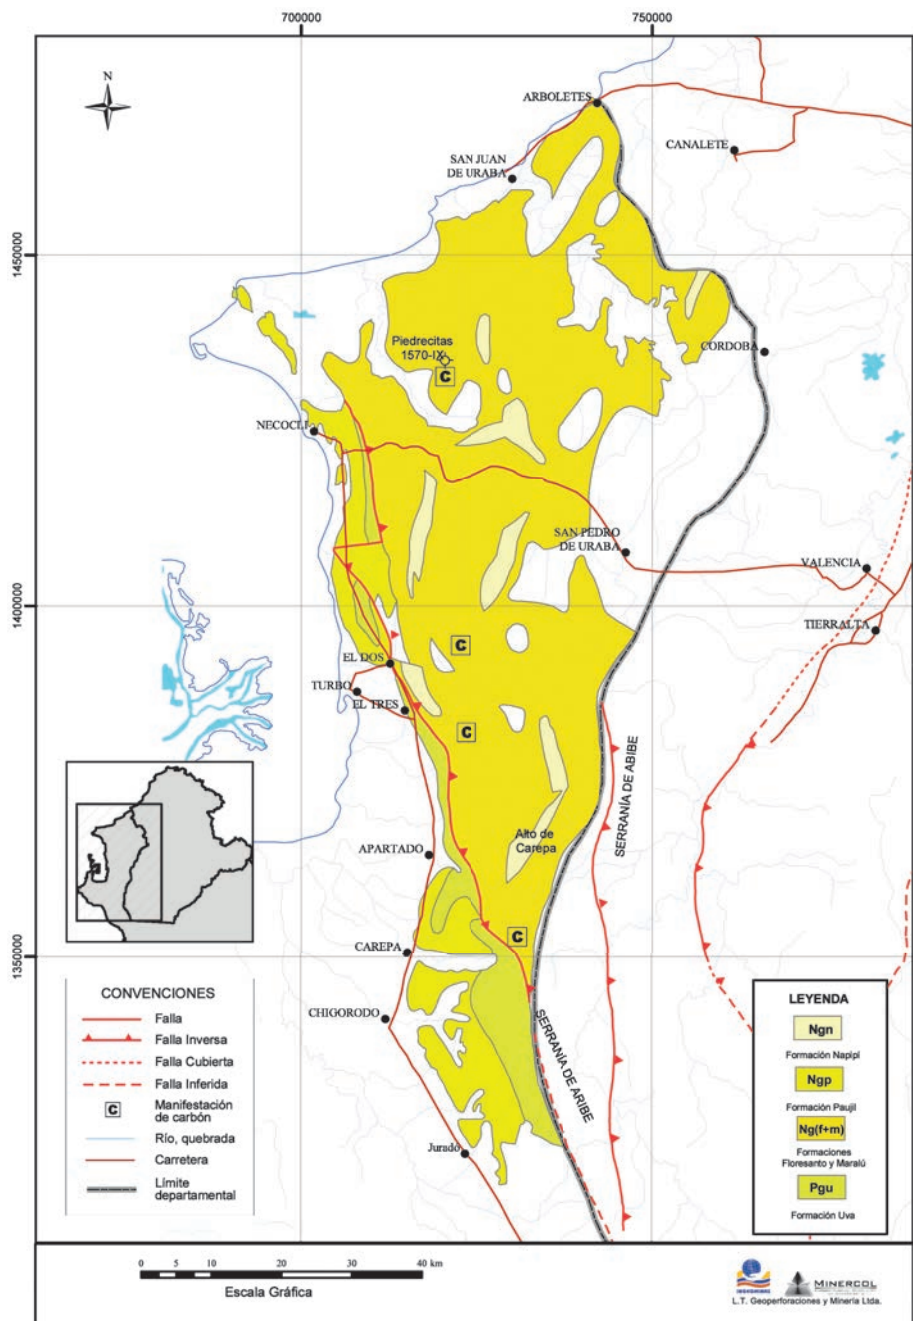 700000
750000
N
ARBOLETES
CANALETE
SAN JUAN
DE URABA
1450000
Piedrecitas
1570-IX
C
CORDOBA
NECOCLI
SAN PEDRO
DE URABA
VALENCIA
1400000
TIERRALTA
C
EL DOS
TURBO
EL TRES
C
SERRANÍA DE ABIBE
Alto de
Carepa
APARTADO
C
CAREPA
1350000
CHIGORODO
SERRANÍA DE ARIBE
Jurado
CONVENCIONES
Falla
Falla Inversa
Falla Cubierta
Falla Inferida
C
Manifestación
de carbón
Río, quebrada
Carretera
Límite
departamental
LEYENDA
Ngn
Formación Napipl
Ngp
Formación Paujil
Ng(f+m)
Formaciones
Floresanto y Maralú
Pgu
Formación Uva
0 5 10 20 30 40 km
Escala Gráfica
MINERCOL
L.T. Geoperforaciones y Minería Ltda.